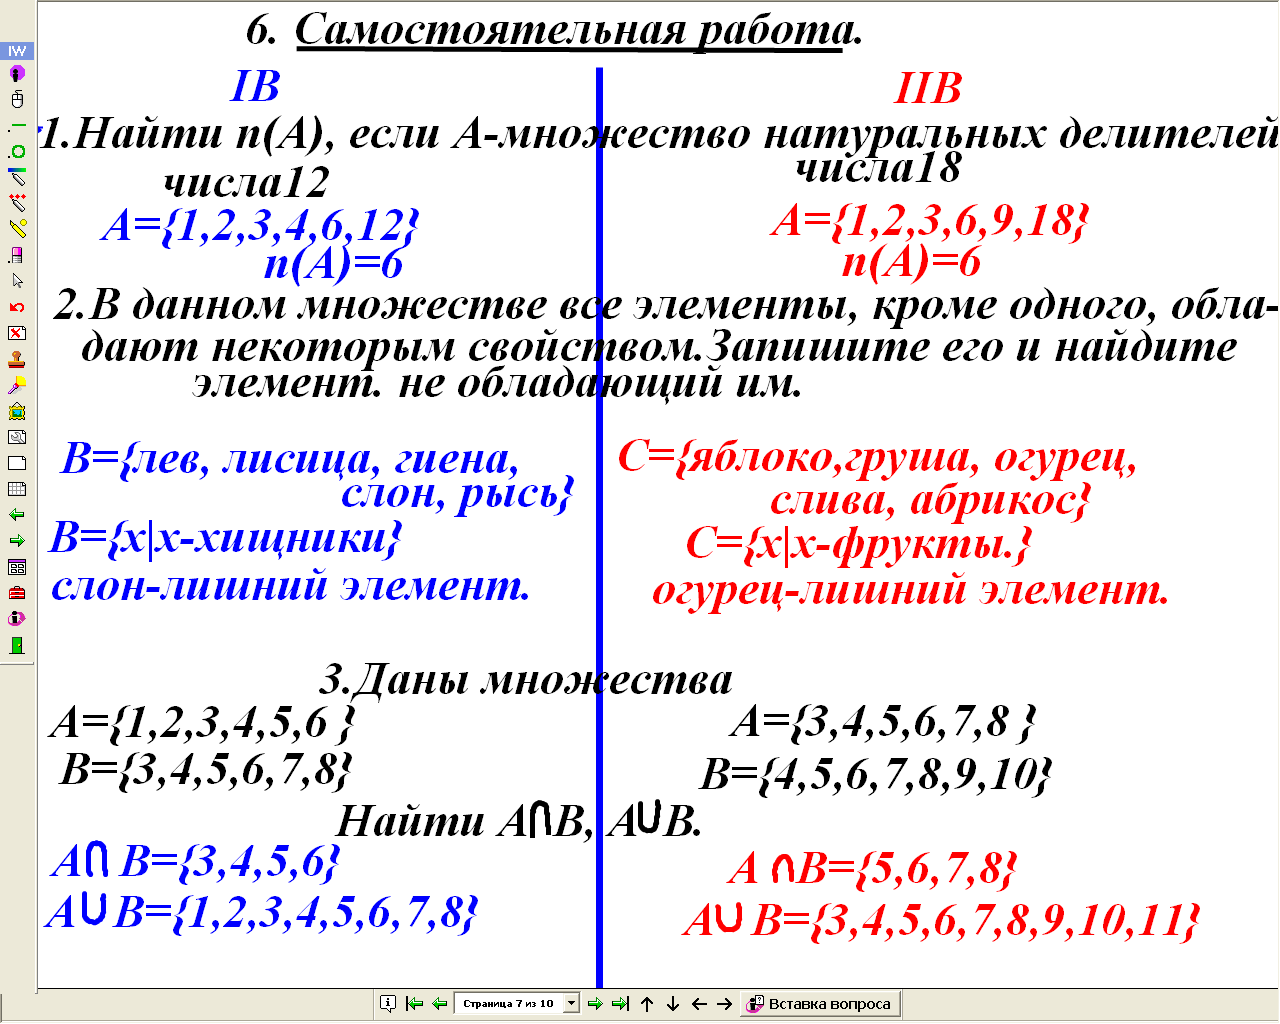 6. Самостоятельная работа.
IW
IВ
IIВ
1.Найти n(A), если А-множество натуральных делителей
числа12
числа18
A={1,2,3,4,6,12}
A={1,2,3,6,9,18}
n(A)=6
n(A)=6
2.В данном множестве все элементы, кроме одного, обла-
дают некоторым свойством.Запишите его и найдите
элемент. не обладающий им.
В={лев, лисица, гиена,
слон, рысь}
С={яблоко,груша, огурец,
слива, абрикос}
В={х|х-хищники}
С={х|х-фрукты.}
слон-лишний элемент.
огурец-лишний элемент.
3.Даны множества
A={1,2,3,4,5,6 }
A={3,4,5,6,7,8 }
B={3,4,5,6,7,8}
B={4,5,6,7,8,9,10}
Найти A∩B, A∪B.
A∩ B={3,4,5,6}
A ∩B={5,6,7,8}
A∪B={1,2,3,4,5,6,7,8}
A∪ B={3,4,5,6,7,8,9,10,11}
Страница 7 из 10
Вставка вопроса